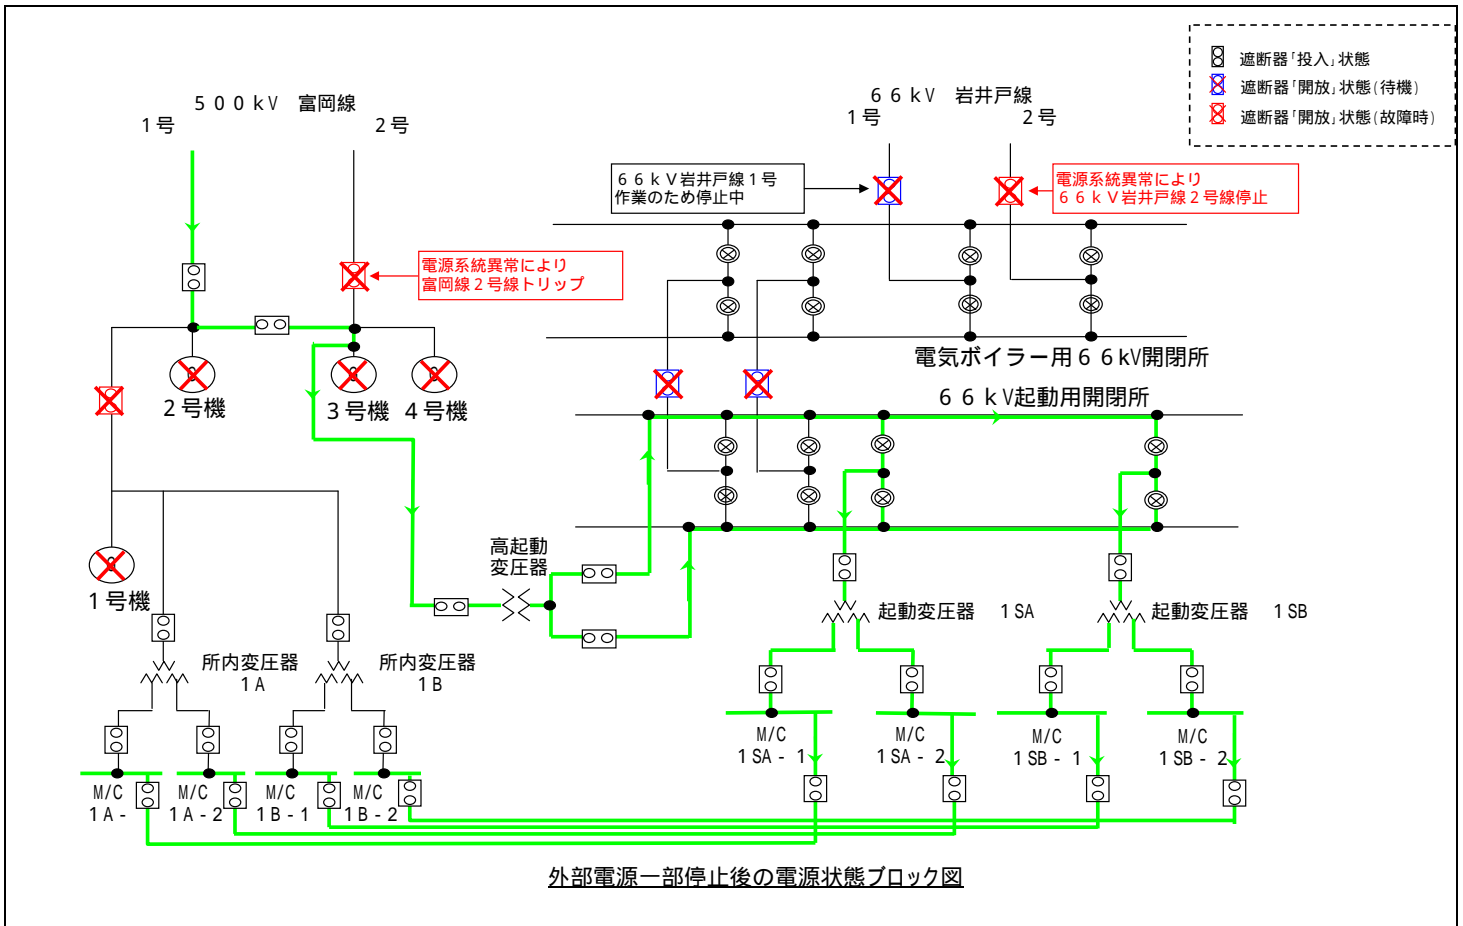 遮断器「投入」状態
遮断器「開放」状態(待機)
遮断器「開放」状態(故障時)
500kV 富岡線
1号
2号
66kV 岩井戸線
1号
2号
66kV岩井戸線1号
作業のため停止中
電源系統異常により
66kV岩井戸線2号線停止
電源系統異常により
富岡線2号線トリップ
電気ボイラー用66kV開閉所
66kV起動用開閉所
2号機
3号機
4号機
1号機
高起動
変圧器
起動変圧器 1SA
起動変圧器 1SB
所内変圧器
1A
所内変圧器
1B
M/C
1SA-1
M/C
1SA-2
M/C
1SB-1
M/C
1SB-2
M/C
1A-
M/C
1A-2
M/C
1B-1
M/C
1B-2
外部電源一部停止後の電源状態ブロック図